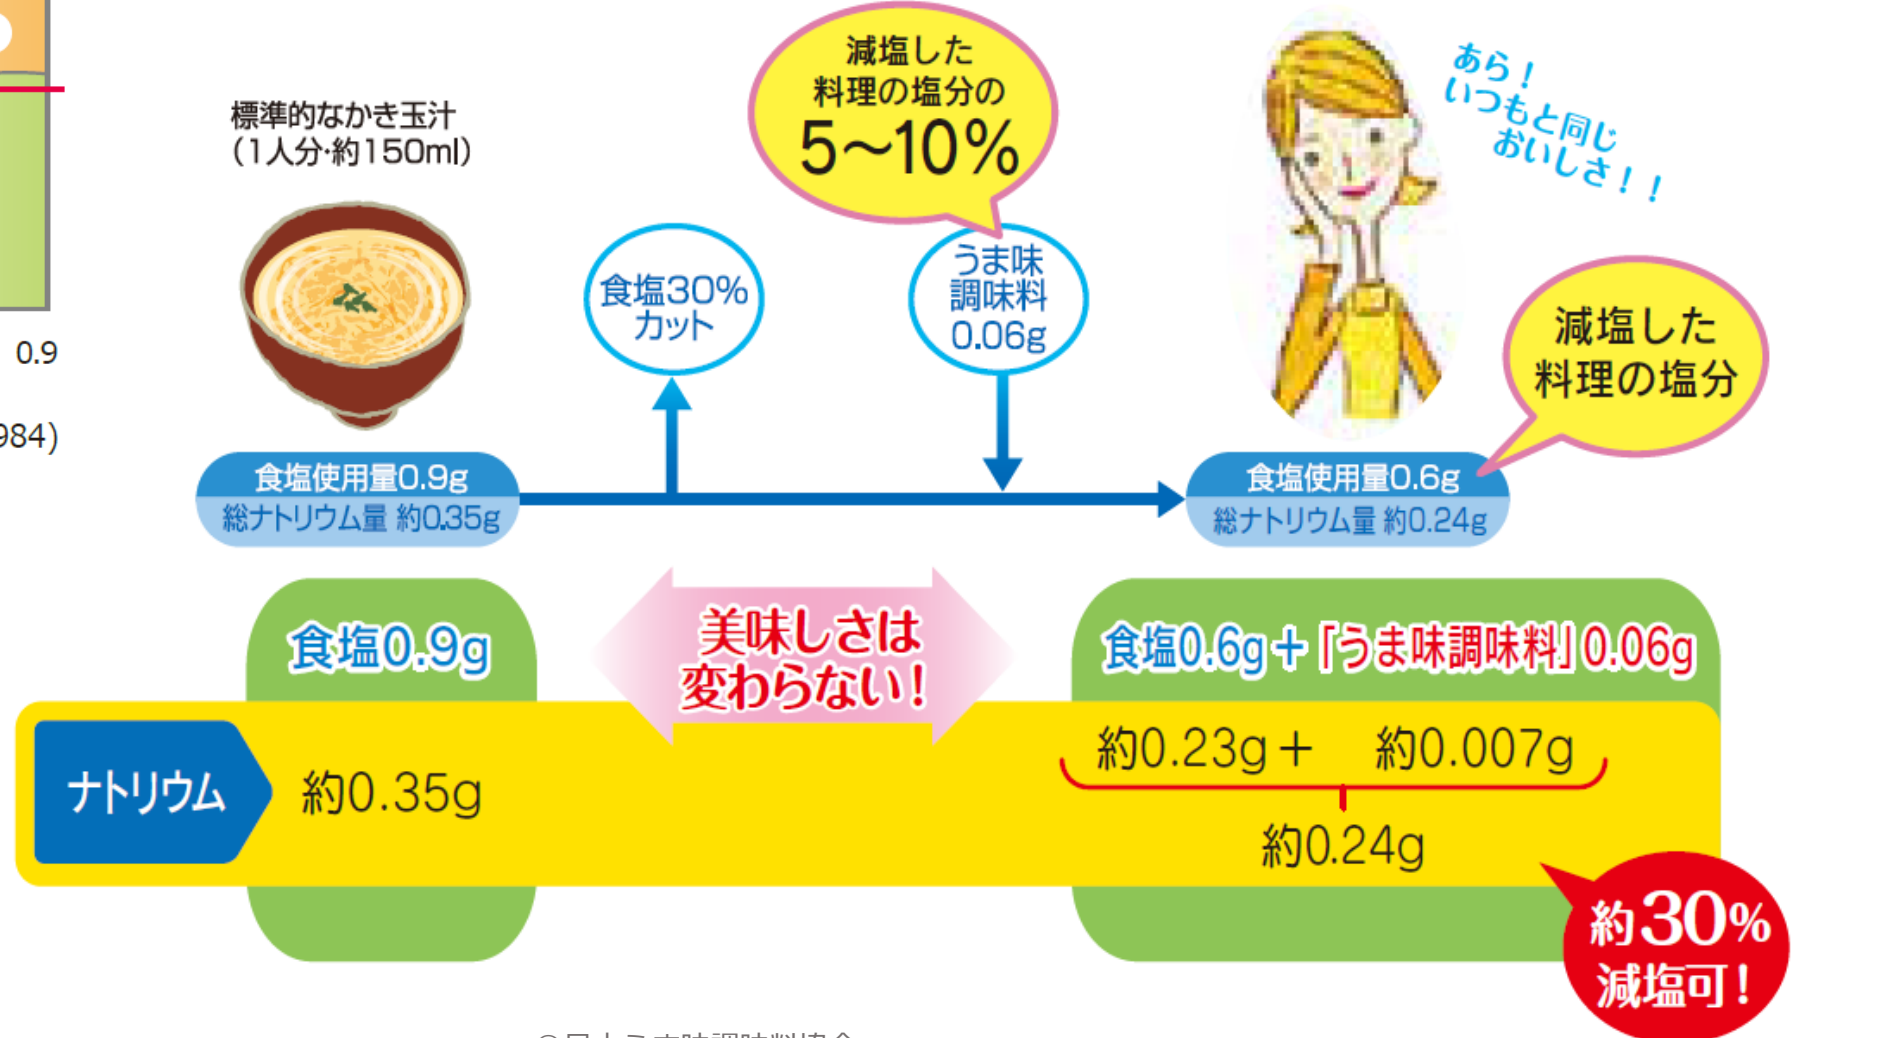 標準的なかき玉汁
(1人分・約150ml)
減塩した
料理の塩分の
5～10%
あら！
いつもと同じ
おいしさ！！
食塩30%
カット
うま味
調味料
0.06g
減塩した
料理の塩分
0.9
984)
食塩使用量0.9g
総ナトリウム量 約0.35g
食塩使用量0.6g
総ナトリウム量 約0.24g
食塩0.9g
美味しさは
変わらない！
食塩0.6g＋「うま味調味料」0.06g
ナトリウム
約0.35g
約0.23g＋ 約0.007g
約0.24g
約30%
減塩可！